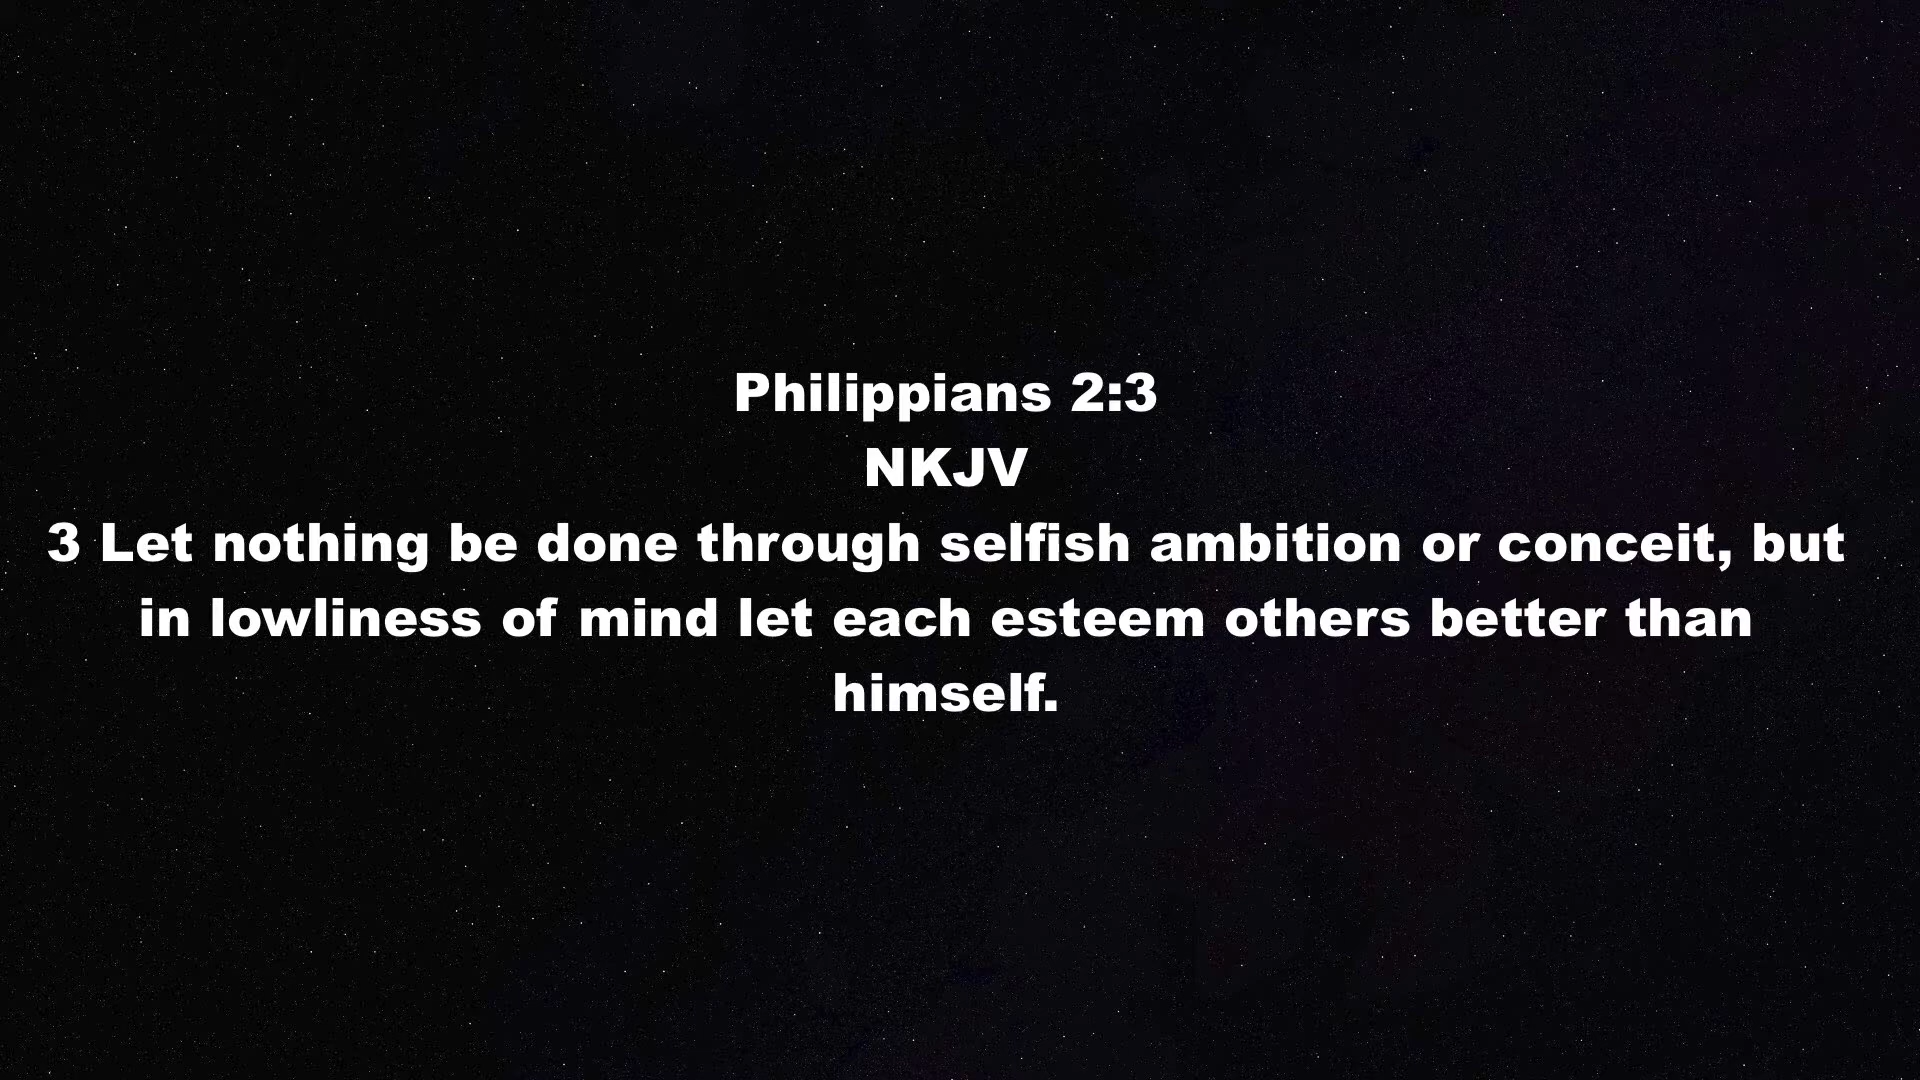 Philippians 2:3
NKJV
3 Let nothing be done through selfish ambition or conceit, but
in lowliness of mind let each esteem others better than
himself.